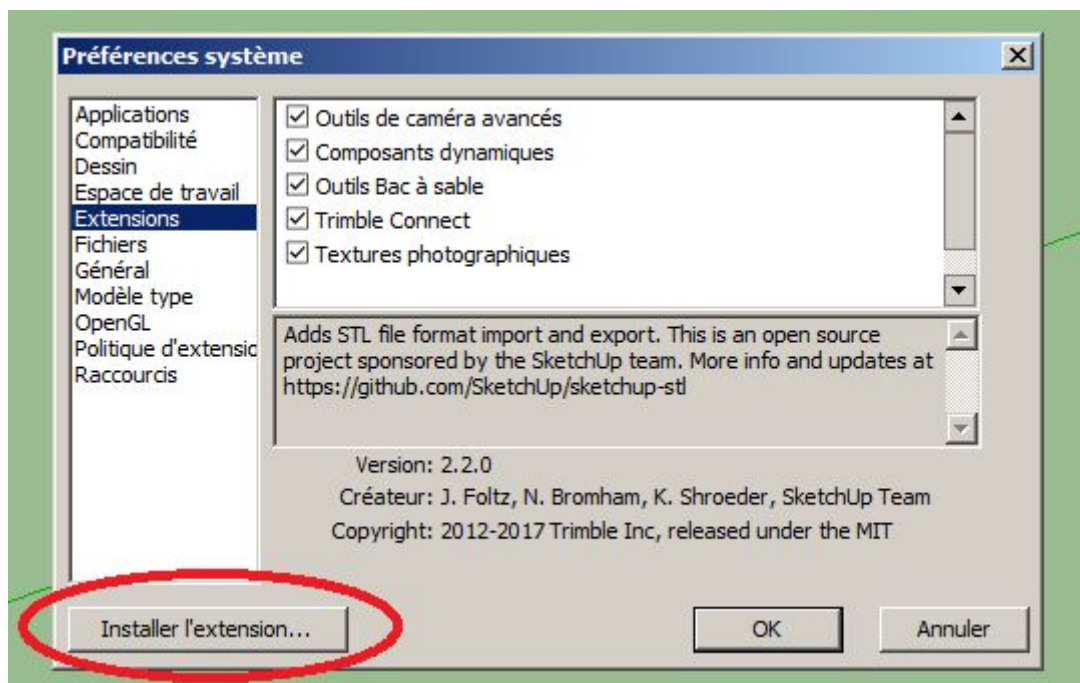 Préférences système
Applications
Compatibilité
Dessin
Espace de travail
Extensions
Fichiers
Général
Modèle type
OpenGL
Politique d'extensic
Raccourcis
Outils de caméra avancés
Composants dynamiques
Outils Bac à sable
Trimble Connect
Textures photographiques
Adds STL file format import and export. This is an open source
project sponsored by the SketchUp team. More info and updates at
https://github.com/SketchUp/sketchup-stl
Version: 2.2.0
Créateur: J. Foltz, N. Bromham, K. Shroeder, SketchUp Team
Copyright: 2012-2017 Trimble Inc, released under the MIT
Installer l'extension...
OK
Annuler